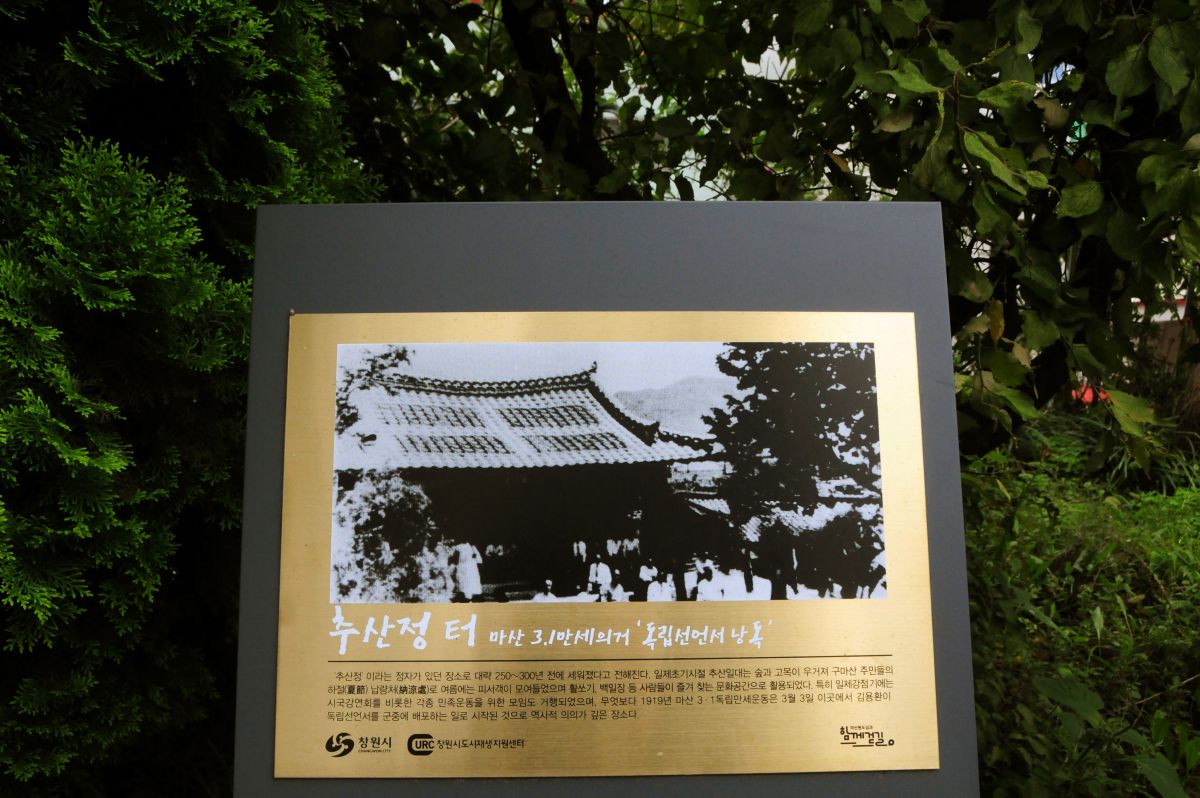 추산정 터 마산 3.1만세의거 '독립선언서 낭독'
'추산정' 이라는 정자가 있던 장소로 대략 250~300년 전에 세워졌다고 전해진다. 일제초기시절 추산일대는 숲과 고목이 우거져 구마산 주민들의
하절(夏節) 납량처(納凉處)로 여름에는 피서객이 모여들었으며 활쏘기, 백일장 등 사람들이 즐겨 찾는 문화공간으로 활용되었다. 특히 일제강점기에는
시국강연회를 비롯한 각종 민족운동을 위한 모임도 거행되었으며, 무엇보다 1919년 마산 3·1독립만세운동은 3월 3일 이곳에서 김용환이
독립선언서를 군중에 배포하는 일로 시작된 것으로 역사적 의의가 깊은 장소다.
창원시
CHANGWON CITY
URC 창원시도시재생지원센터
마산원도심과
함께걷길